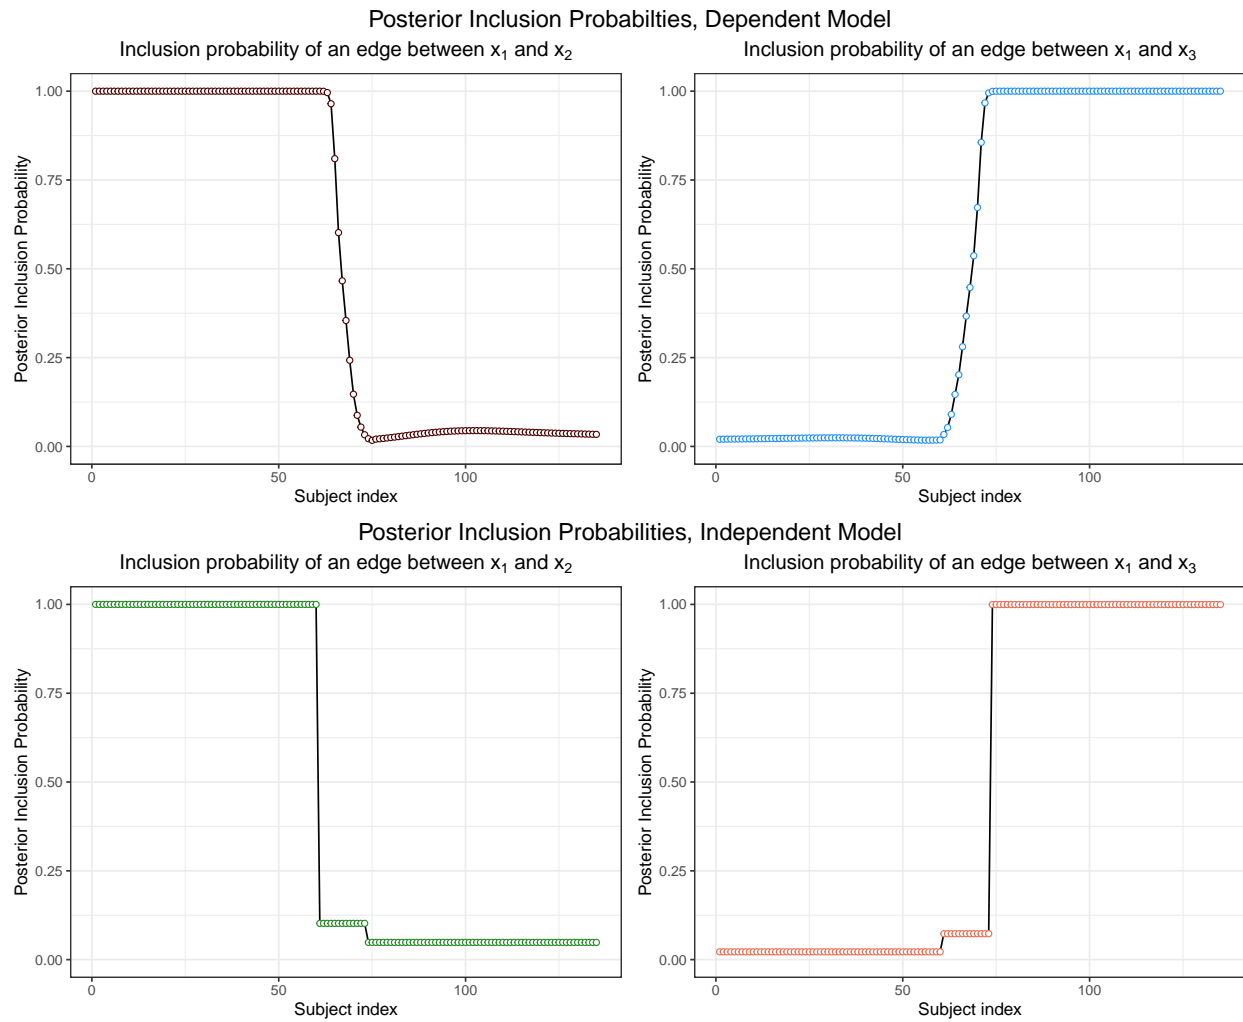 Posterior Inclusion Probabilties, Dependent Model
Inclusion probability of an edge between x₁ and x₂
Inclusion probability of an edge between x₁ and x₃
Posterior Inclusion Probability
1.00
0.75
0.50
0.25
0.00
0
50
100
Subject index
Posterior Inclusion Probability
1.00
0.75
0.50
0.25
0.00
0
50
100
Subject index
Posterior Inclusion Probabilities, Independent Model
Inclusion probability of an edge between x₁ and x₂
Inclusion probability of an edge between x₁ and x₃
Posterior Inclusion Probability
1.00
0.75
0.50
0.25
0.00
0
50
100
Subject index
Posterior Inclusion Probability
1.00
0.75
0.50
0.25
0.00
0
50
100
Subject index